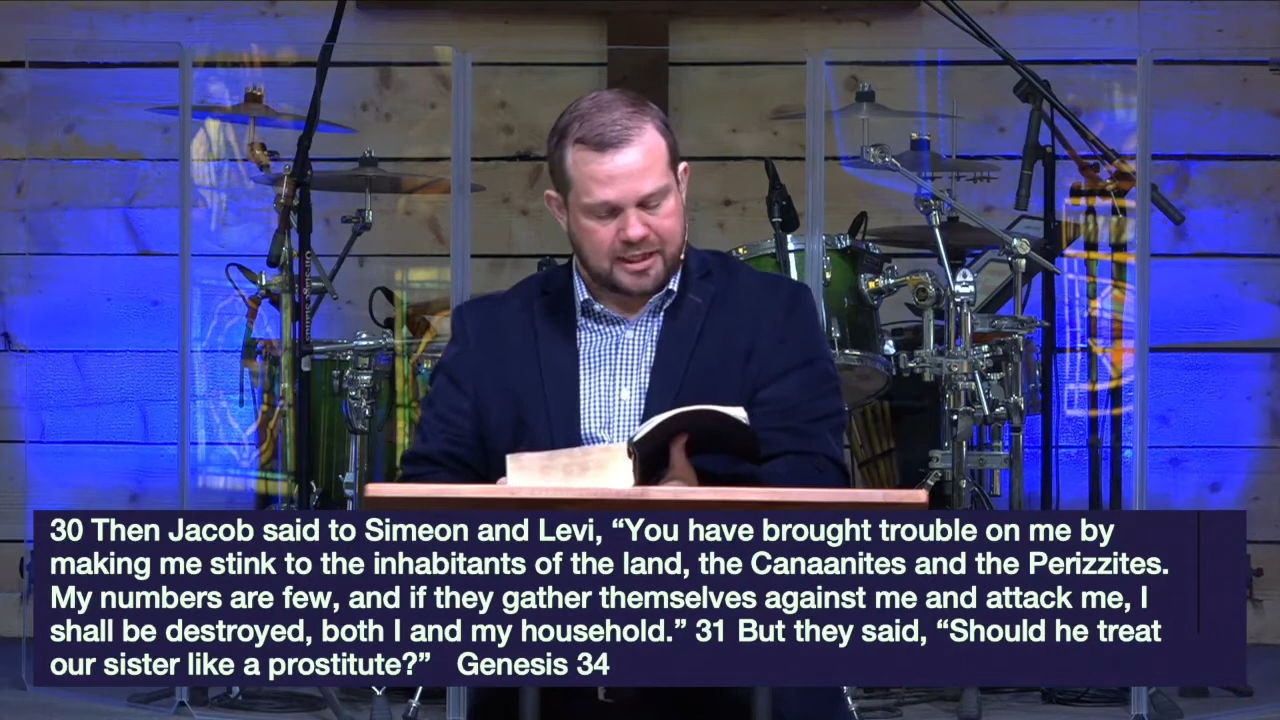 30 Then Jacob said to Simeon and Levi, “You have brought trouble on me by
making me stink to the inhabitants of the land, the Canaanites and the Perizzites.
My numbers are few, and if they gather themselves against me and attack me, I
shall be destroyed, both I and my household.” 31 But they said, “Should he treat
our sister like a prostitute?” Genesis 34